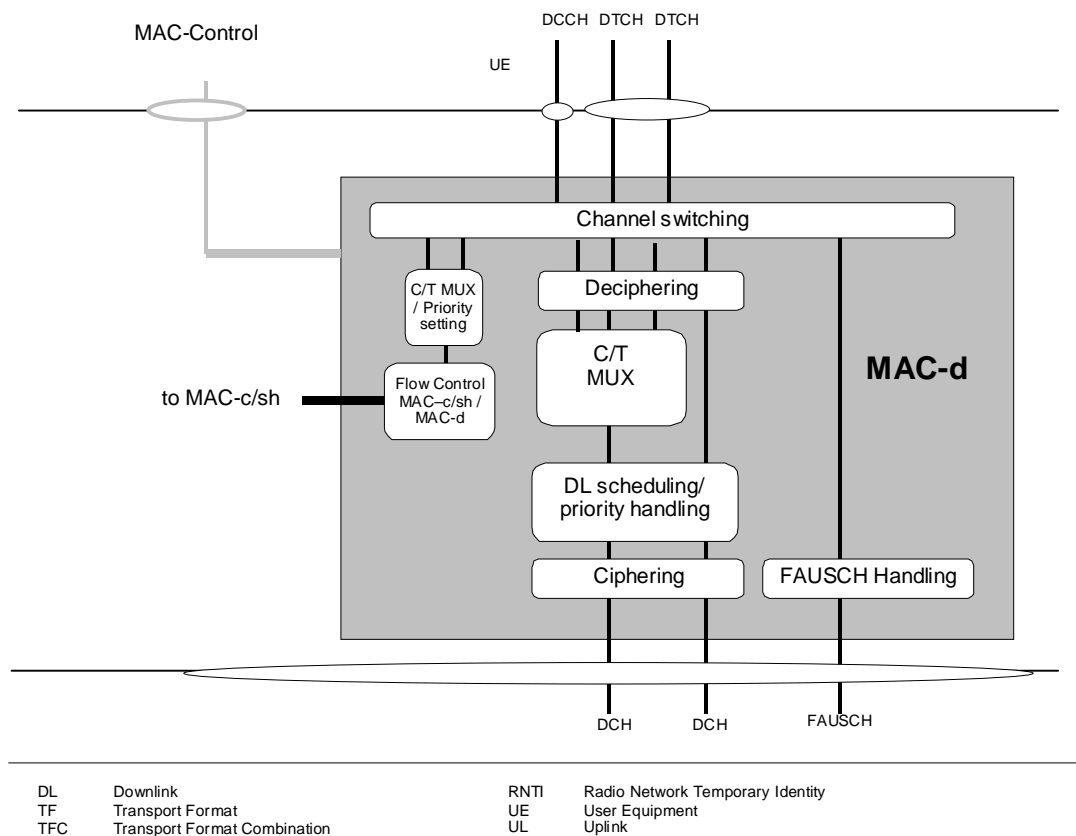 DCCH DTCH DTCH
MAC-Control
UE
Channel switching
C/T MUX
/ Priority
setting
Deciphering
C/T
MUX
MAC-d
to MAC-c/sh
Flow Control
MAC–c/sh /
MAC-d
DL scheduling/
priority handling
Ciphering
FAUSCH Handling
DCH DCH FAUSCH
DL Downlink RNTI Radio Network Temporary Identity
TF Transport Format UE User Equipment
TFC Transport Format Combination UL Uplink